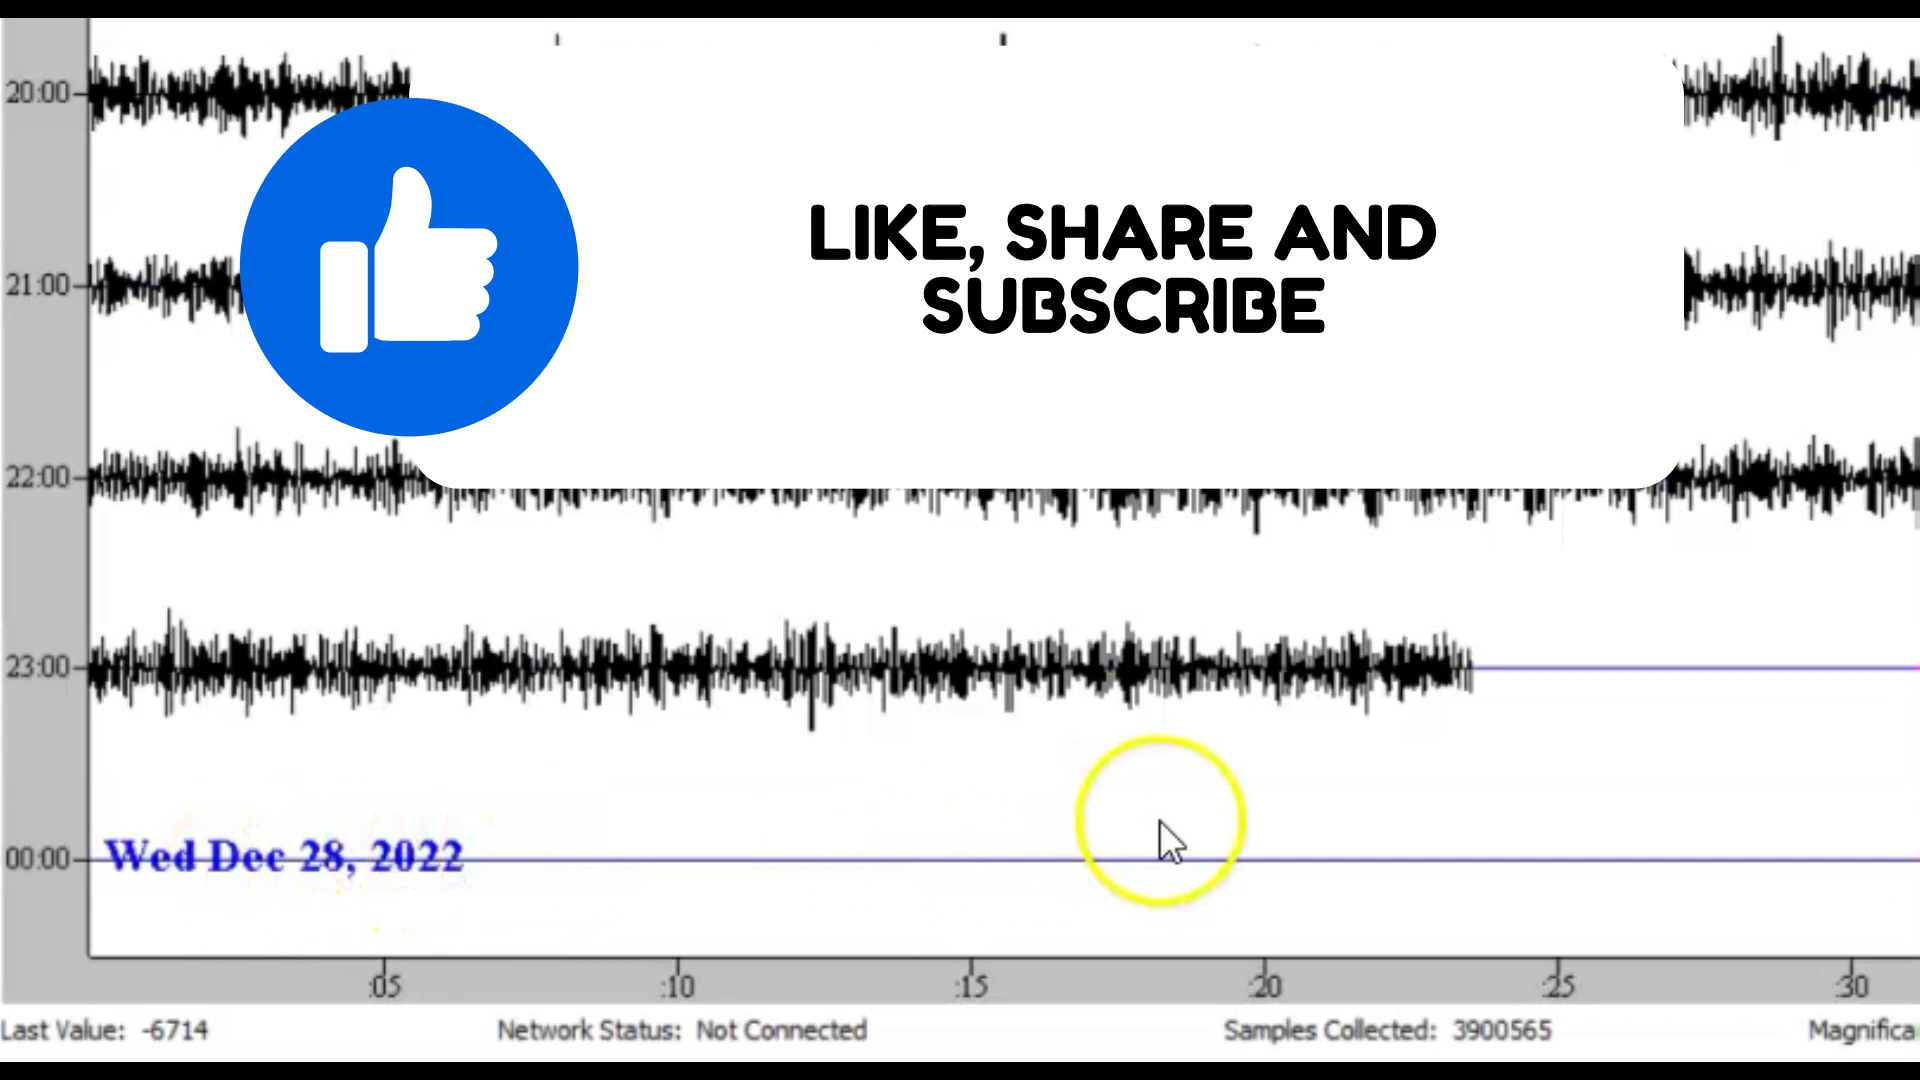 20:00
LIKE, SHARE AND
SUBSCRIBE
21:00
22:00
23:00
00:00 Wed Dec 28, 2022
:05 :10 :15 :20 :25 :30
Last Value: -6714 Network Status: Not Connected Samples Collected: 3900565